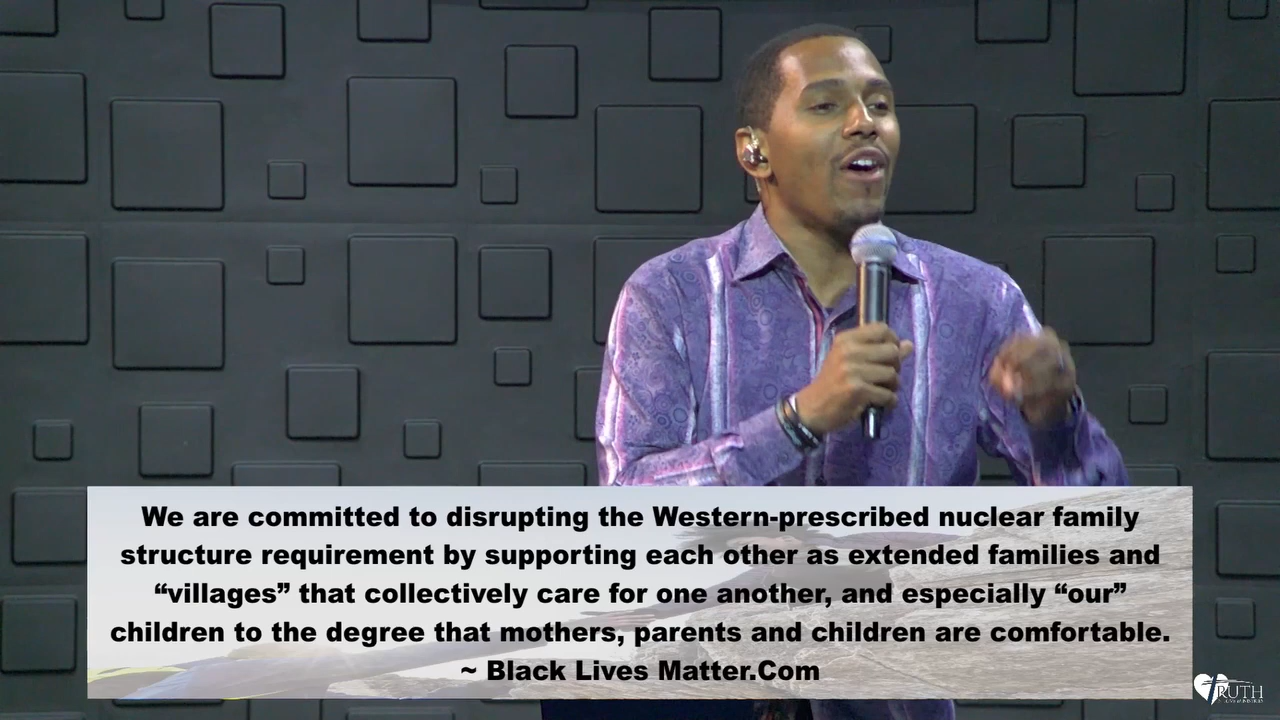 We are committed to disrupting the Western-prescribed nuclear family
structure requirement by supporting each other as extended families and
“villages” that collectively care for one another, and especially “our”
children to the degree that mothers, parents and children are comfortable.
~ Black Lives Matter.Com
TRUTH